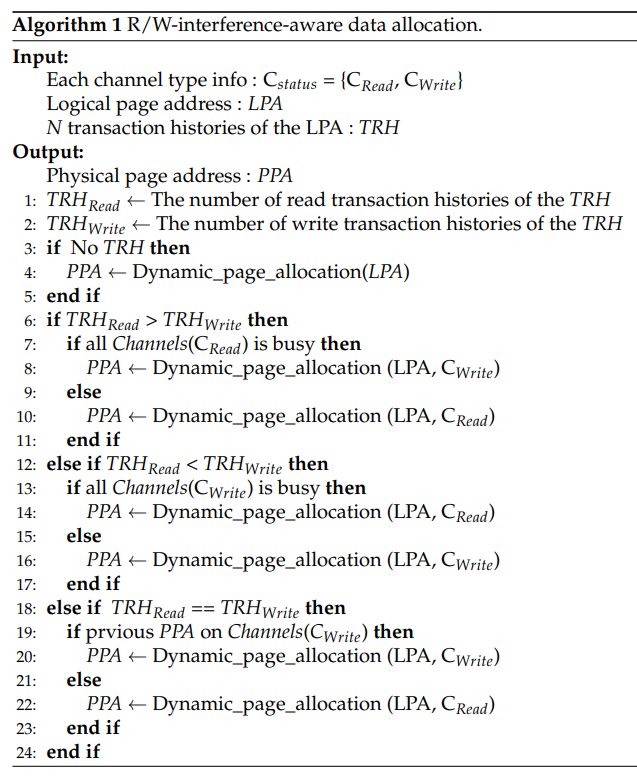 Algorithm 1 R/W-interference-aware data allocation.
Input:
Each channel type info : C_status = {C_Read, C_Write}
Logical page address : LPA
N transaction histories of the LPA : TRH
Output:
Physical page address : PPA
1: TRH_Read ← The number of read transaction histories of the TRH
2: TRH_Write ← The number of write transaction histories of the TRH
3: if No TRH then
4: PPA ← Dynamic_page_allocation(LPA)
5: end if
6: if TRH_Read > TRH_Write then
7: if all Channels(C_Read) is busy then
8: PPA ← Dynamic_page_allocation (LPA, C_Write)
9: else
10: PPA ← Dynamic_page_allocation (LPA, C_Read)
11: end if
12: else if TRH_Read < TRH_Write then
13: if all Channels(C_Write) is busy then
14: PPA ← Dynamic_page_allocation (LPA, C_Read)
15: else
16: PPA ← Dynamic_page_allocation (LPA, C_Write)
17: end if
18: else if TRH_Read == TRH_Write then
19: if prvious PPA on Channels(C_Write) then
20: PPA ← Dynamic_page_allocation (LPA, C_Write)
21: else
22: PPA ← Dynamic_page_allocation (LPA, C_Read)
23: end if
24: end if